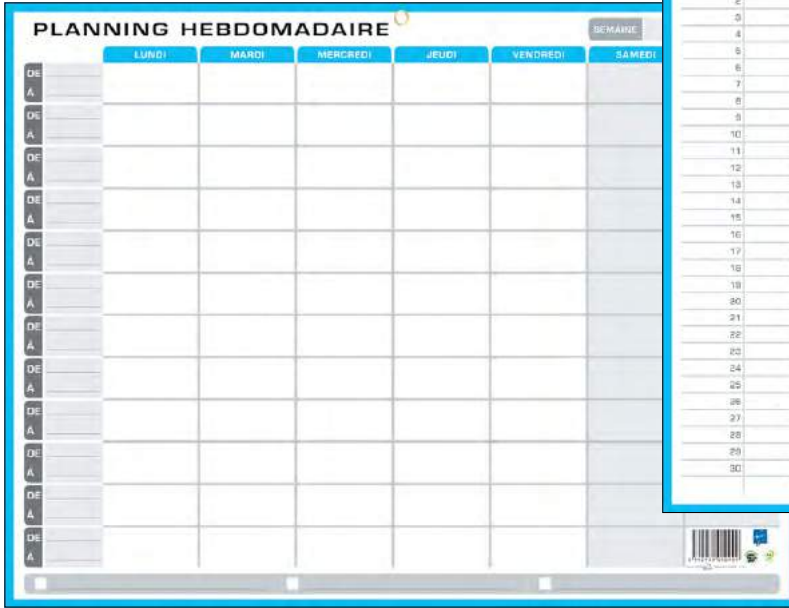 PLANNING HEBDOMADAIRE
SEMAINE
LUNDI MARDI MERCREDI JEUDI VENDREDI SAMEDI
DE
À
DE
À
DE
À
DE
À
DE
À
DE
À
DE
À
DE
À
DE
À
DE
À
DE
À
DE
À
2
3
4
5
6
7
8
9
10
11
12
13
14
15
16
17
18
19
20
21
22
23
24
25
26
27
28
29
30